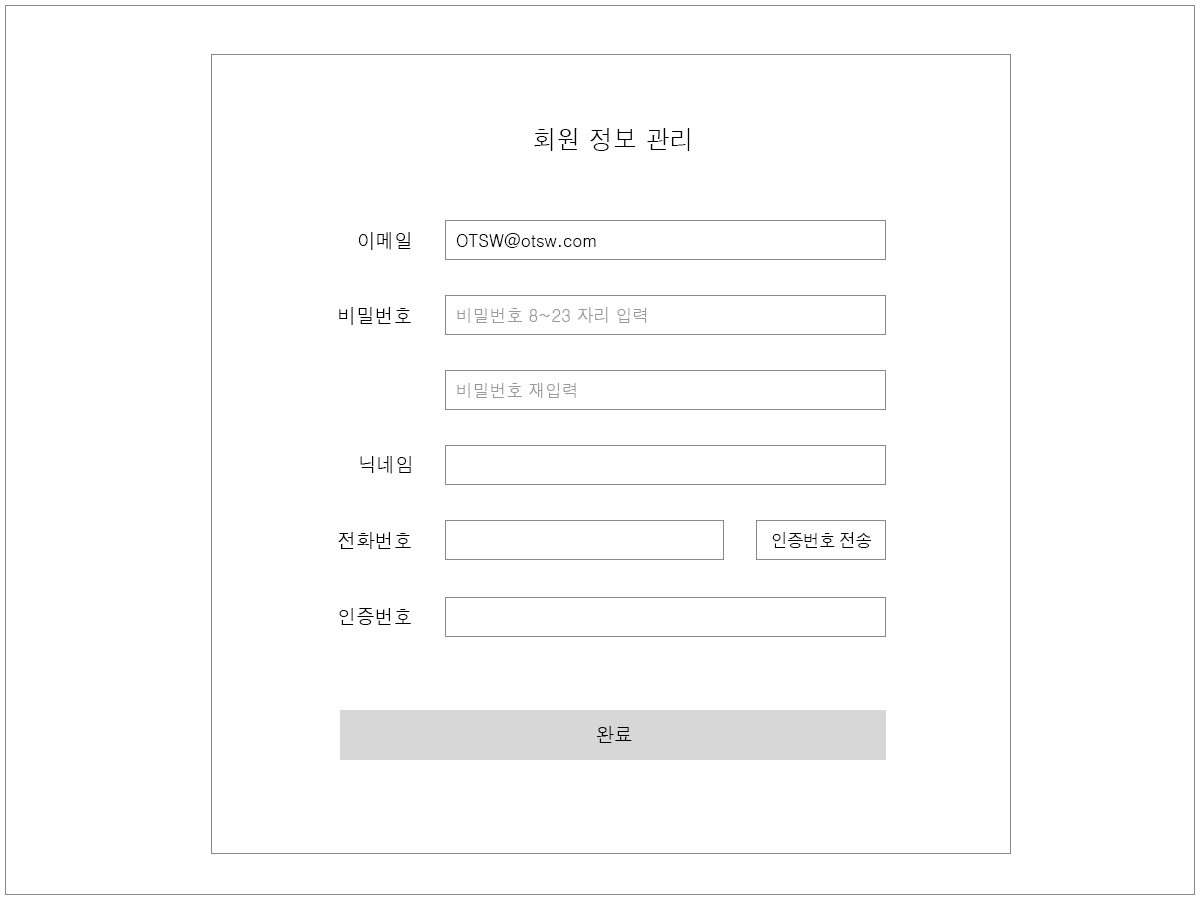 회원 정보 관리
이메일 OTSW@otsw.com
비밀번호 비밀번호 8~23 자리 입력
비밀번호 재입력
닉네임
전화번호 인증번호 전송
인증번호
완료